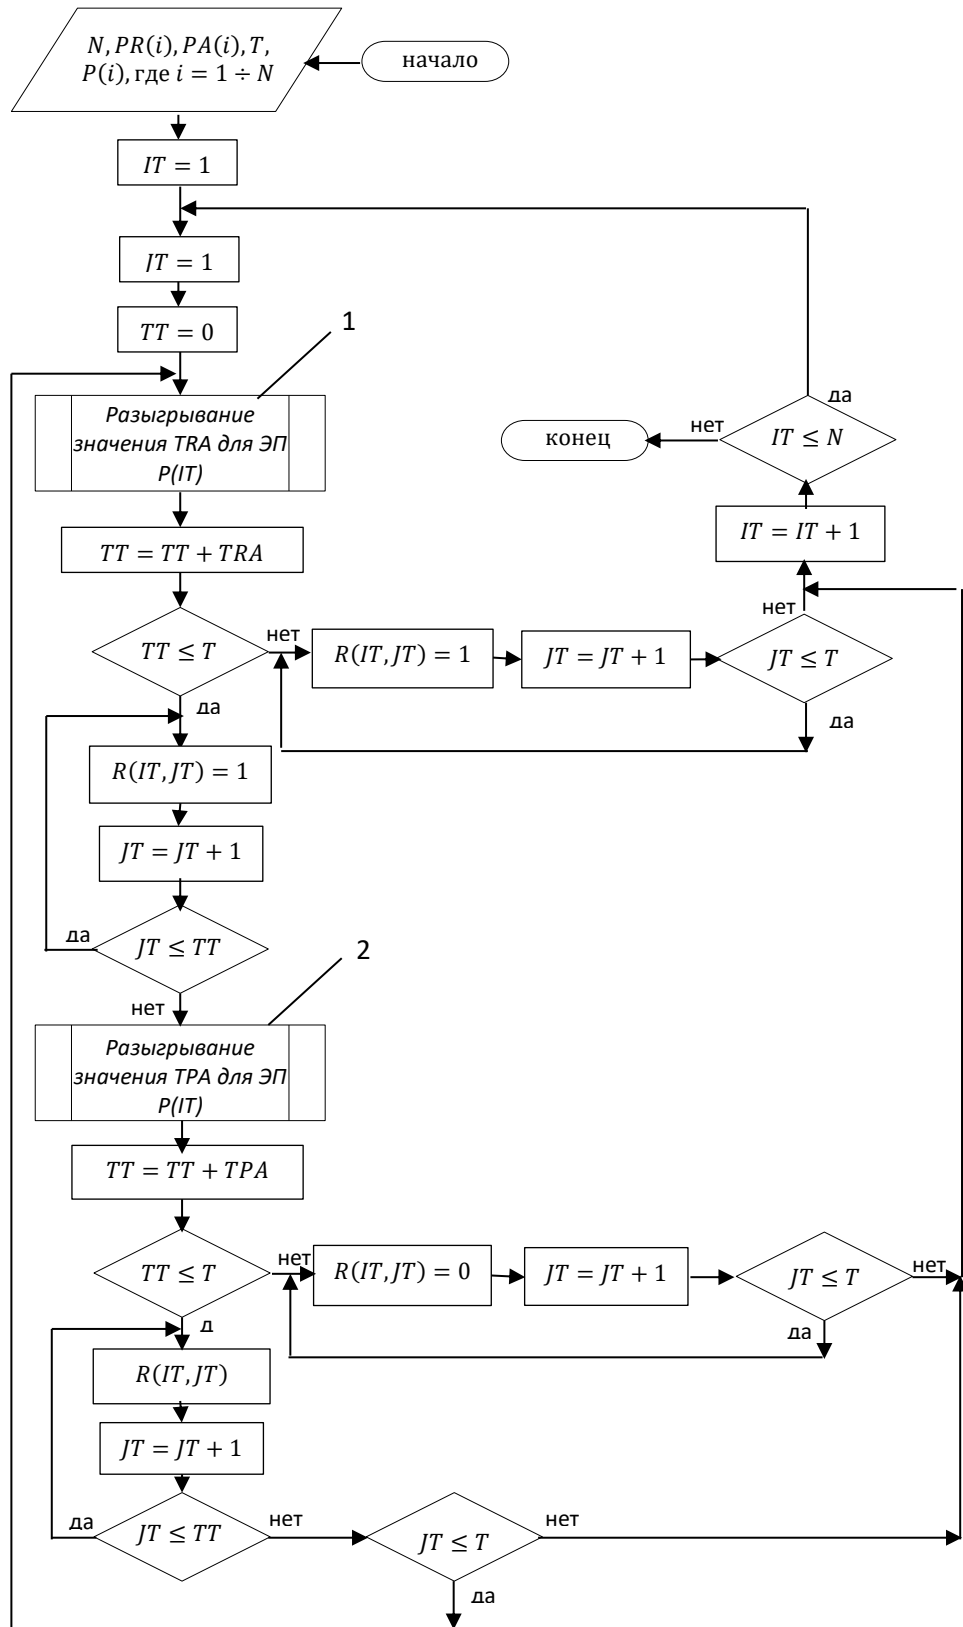 N, PR(i), PA(i), T,
P(i), где i = 1 ÷ N
начало
IT = 1
JT = 1
TT = 0
1
Разыгрывание
значения TRA для ЭП
P(IT)
да
нет
конец
IT ≤ N
IT = IT + 1
TT = TT + TRA
нет
TT ≤ T
нет
R(IT, JT) = 1
JT = JT + 1
JT ≤ T
да
да
R(IT, JT) = 1
JT = JT + 1
да
JT ≤ TT
2
нет
Разыгрывание
значения TPA для ЭП
P(IT)
TT = TT + TPA
TT ≤ T
нет
R(IT, JT) = 0
JT = JT + 1
JT ≤ T
нет
д
да
R(IT, JT)
JT = JT + 1
да
JT ≤ TT
нет
JT ≤ T
нет
да